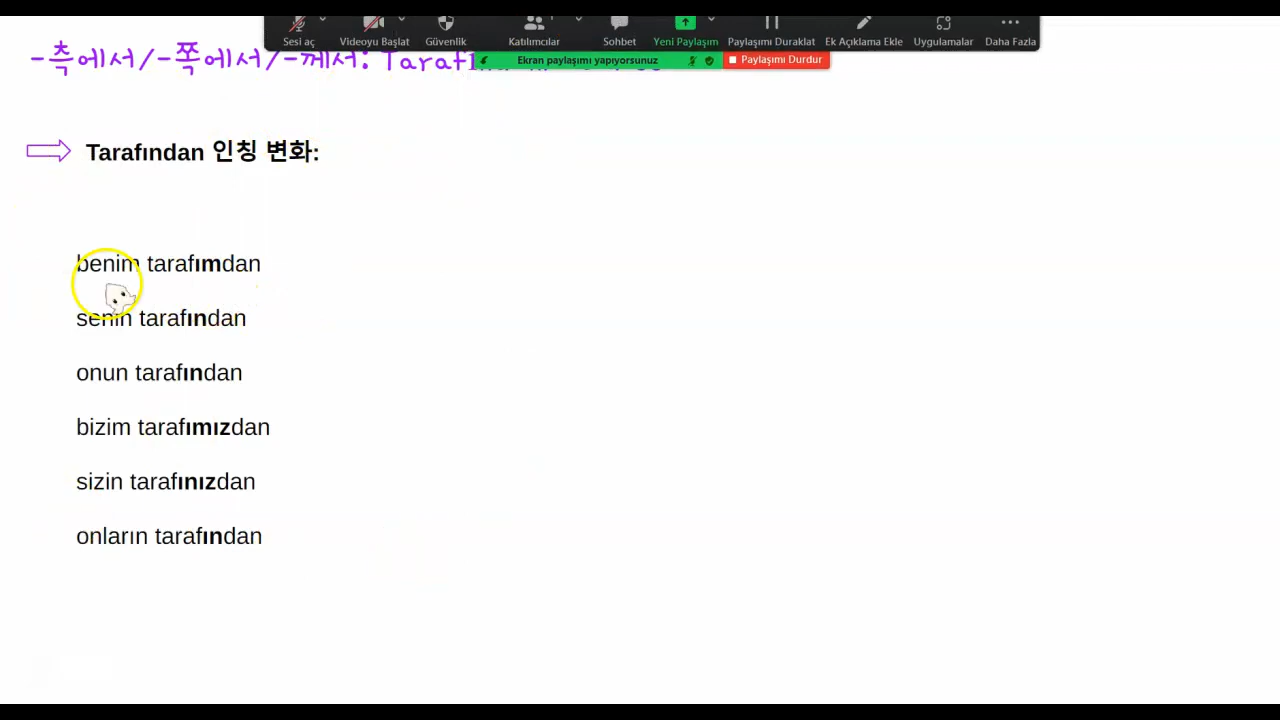 Sesi aç Videoyu Başlat Güvenlik Katılımcılar Sohbet Yeni Paylaşım Paylaşımı Duraklat Ek Açıklama Ekle Uygulamalar Daha Fazla
Ekran paylaşımı yapıyorsunuz Paylaşımı Durdur
-측에서/-쪽에서/-께서:
Tarafından 인칭 변화:
benim tarafımdan
senin tarafından
onun tarafından
bizim tarafımızdan
sizin tarafınızdan
onların tarafından